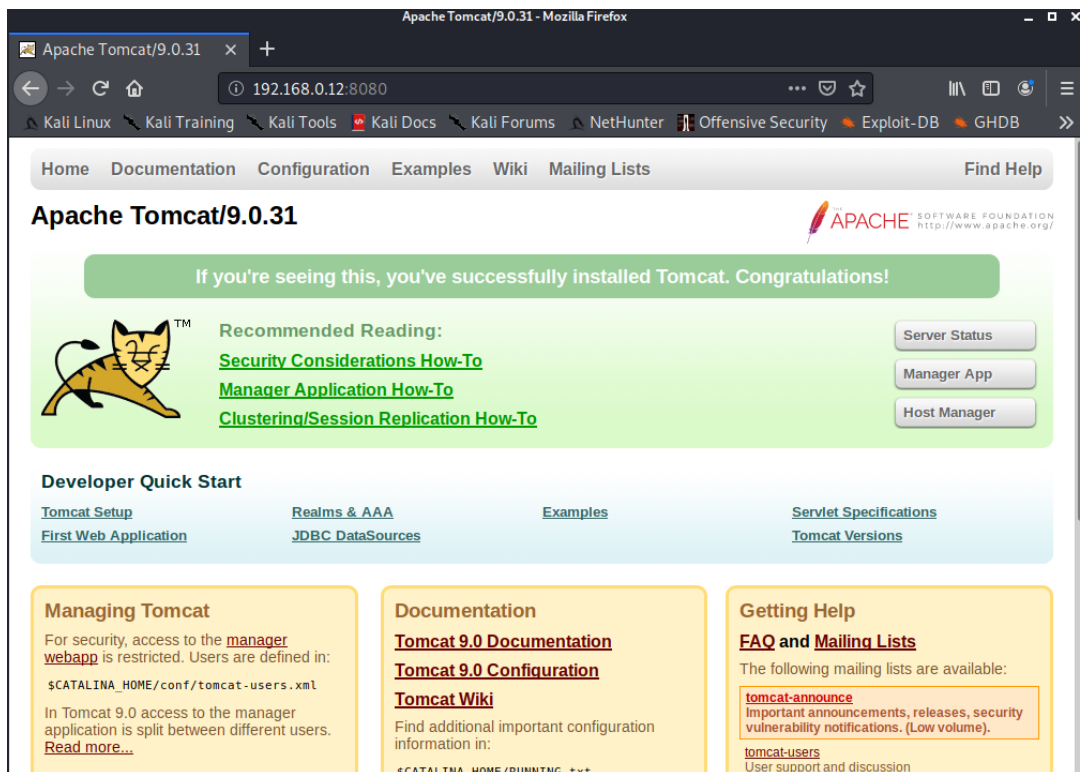 Apache Tomcat/9.0.31 - Mozilla Firefox
Apache Tomcat/9.0.31
192.168.0.12:8080
Kali Linux Kali Training Kali Tools Kali Docs Kali Forums NetHunter Offensive Security Exploit-DB GHDB
Home Documentation Configuration Examples Wiki Mailing Lists Find Help
Apache Tomcat/9.0.31
THE APACHE SOFTWARE FOUNDATION
http://www.apache.org/
If you're seeing this, you've successfully installed Tomcat. Congratulations!
TM
Recommended Reading:
Security Considerations How-To
Manager Application How-To
Clustering/Session Replication How-To
Server Status
Manager App
Host Manager
Developer Quick Start
Tomcat Setup
First Web Application
Realms & AAA
JDBC DataSources
Examples
Servlet Specifications
Tomcat Versions
Managing Tomcat
For security, access to the manager
webapp is restricted. Users are defined in:
$CATALINA_HOME/conf/tomcat-users.xml
In Tomcat 9.0 access to the manager
application is split between different users.
Read more...
Documentation
Tomcat 9.0 Documentation
Tomcat 9.0 Configuration
Tomcat Wiki
Find additional important configuration
information in:
$CATALINA_HOME/RUNNING.txt
Getting Help
FAQ and Mailing Lists
The following mailing lists are available:
tomcat-announce
Important announcements, releases, security
vulnerability notifications. (Low volume).
tomcat-users
User support and discussion